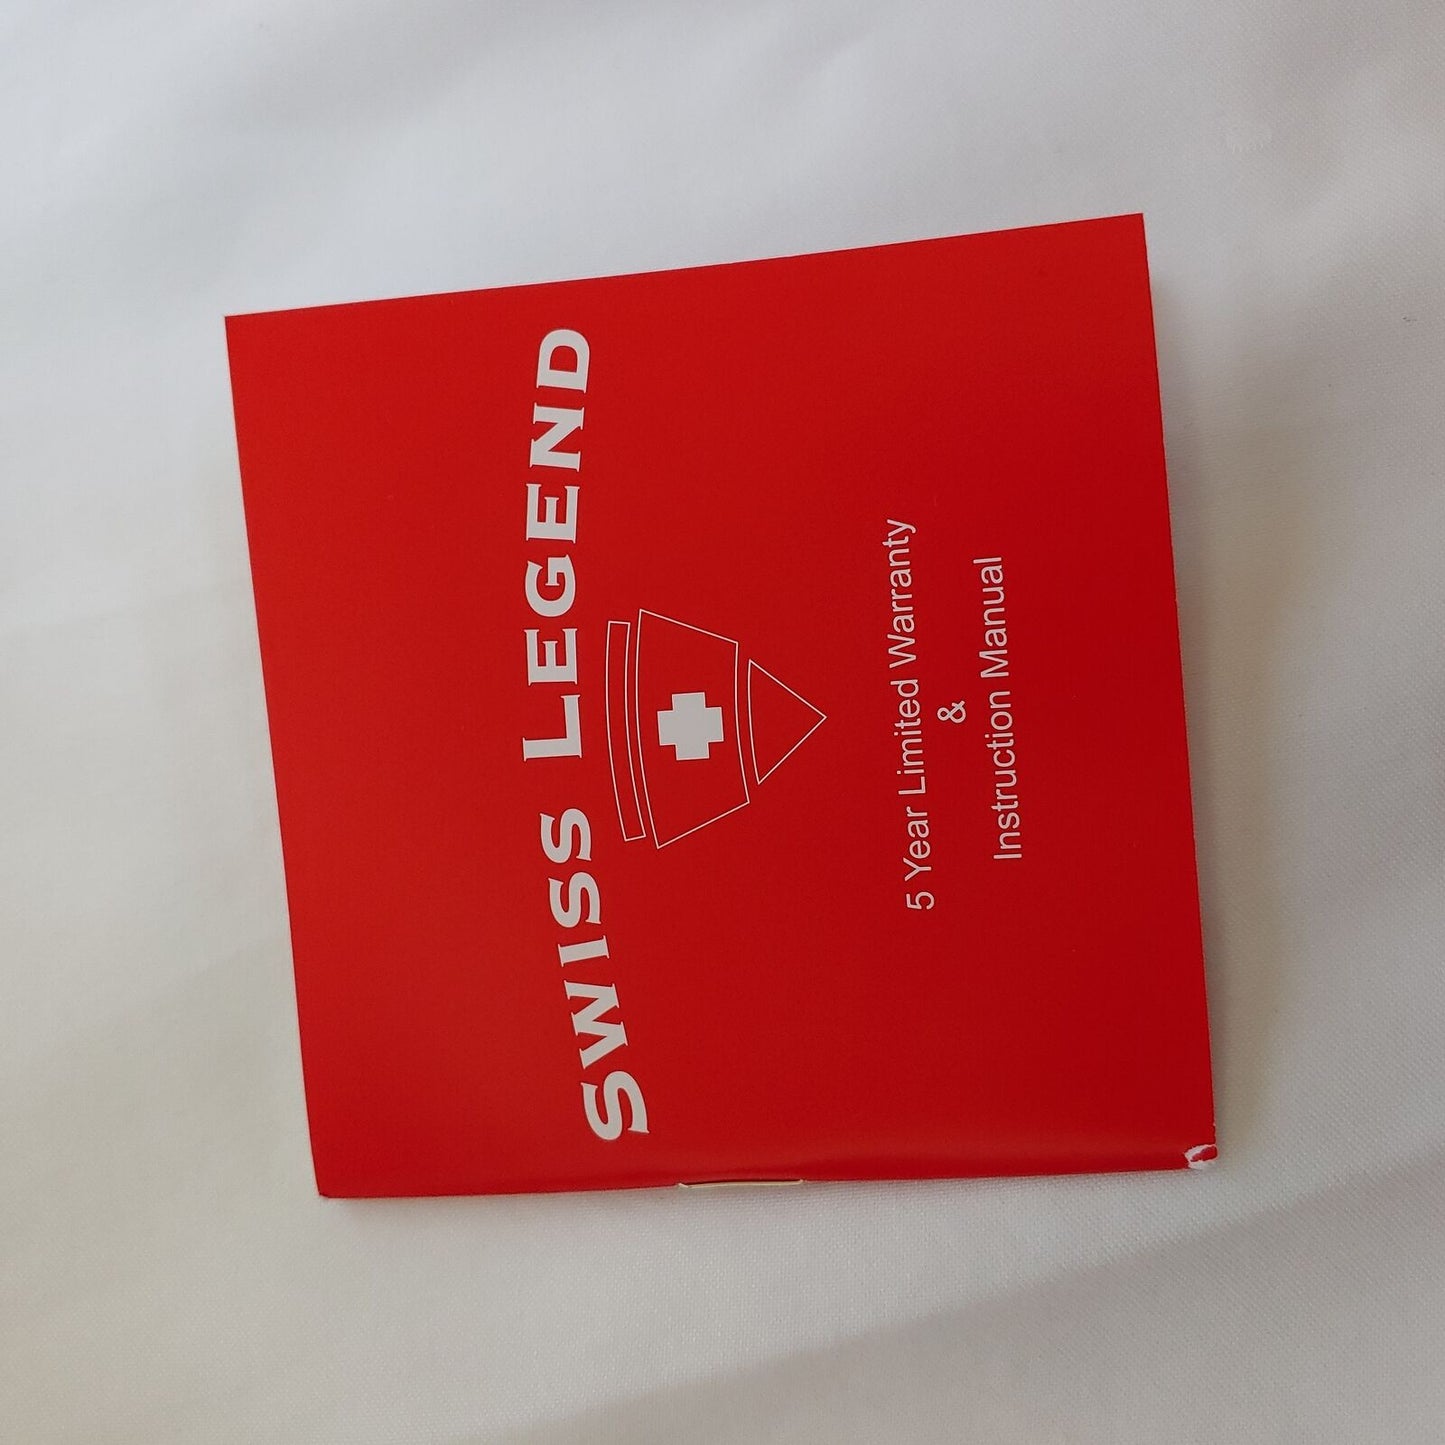 SWISS LEGEND
5 Year Limited Warranty
&
Instruction Manual